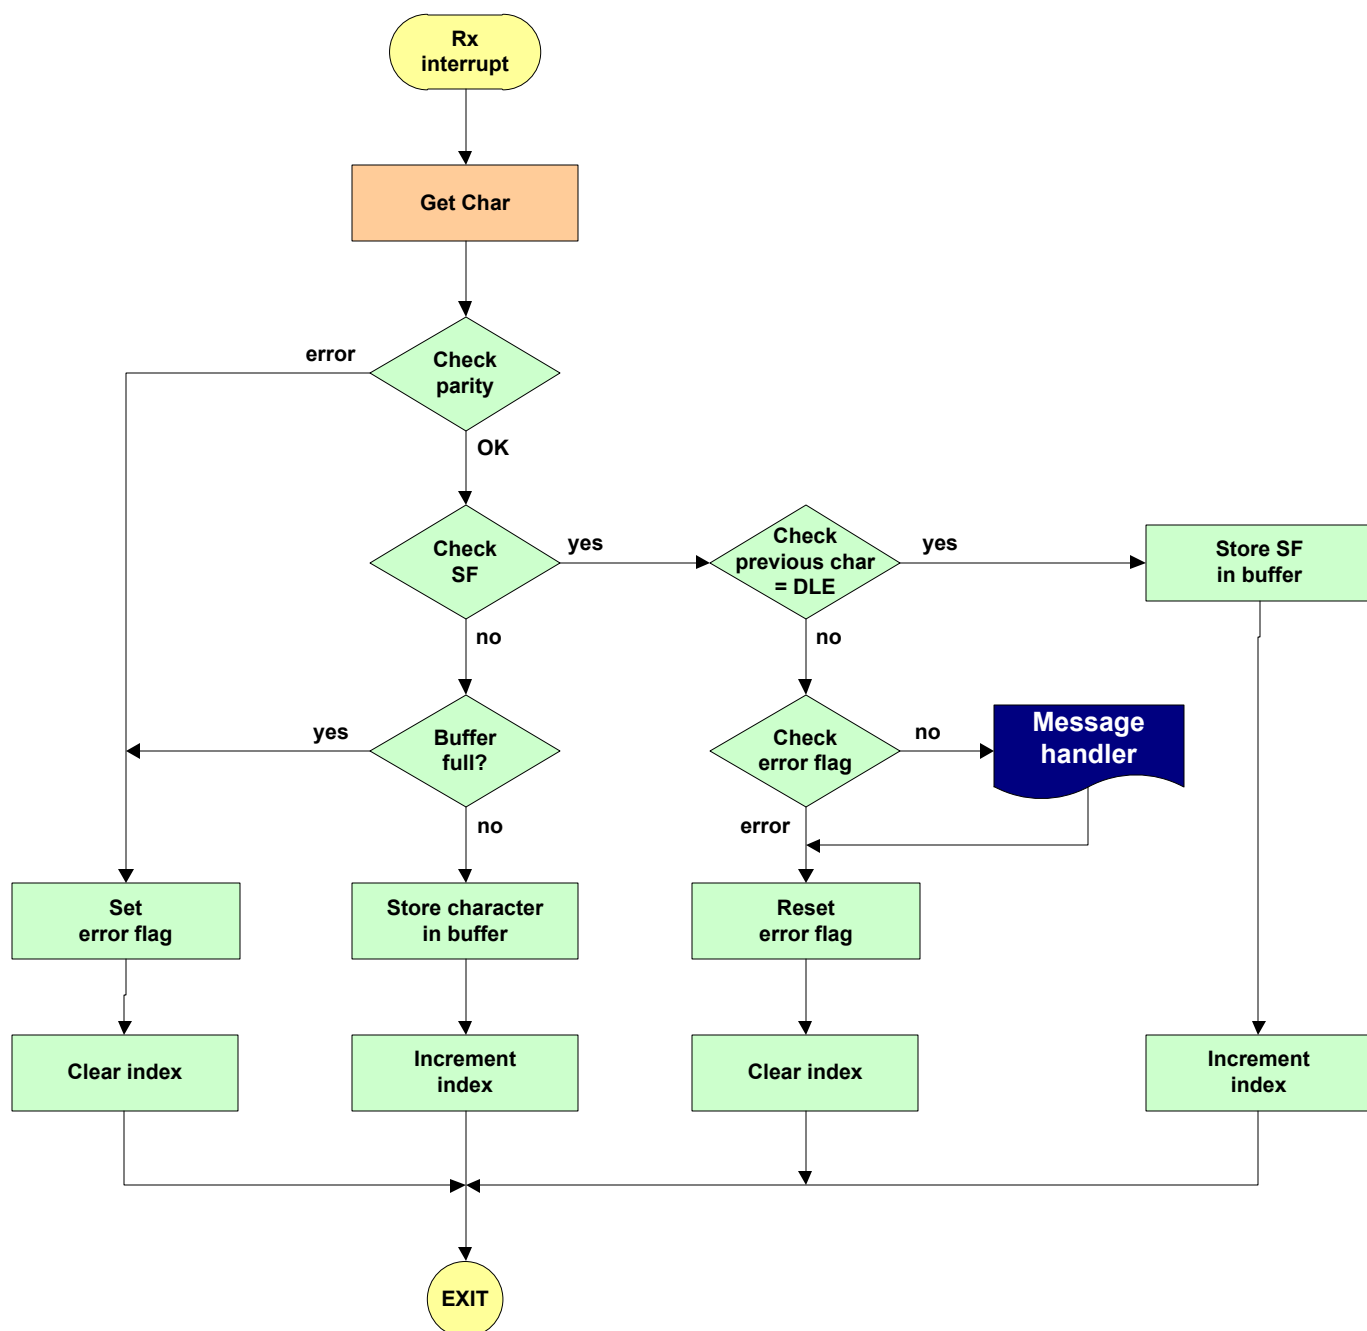 Rx
interrupt
Get Char
error
Check
parity
OK
Check
SF
yes
Check
previous char
= DLE
yes
Store SF
in buffer
no
no
yes
Buffer
full?
Check
error flag
no
Message
handler
no
error
Set
error flag
Store character
in buffer
Reset
error flag
Clear index
Increment
index
Clear index
Increment
index
EXIT